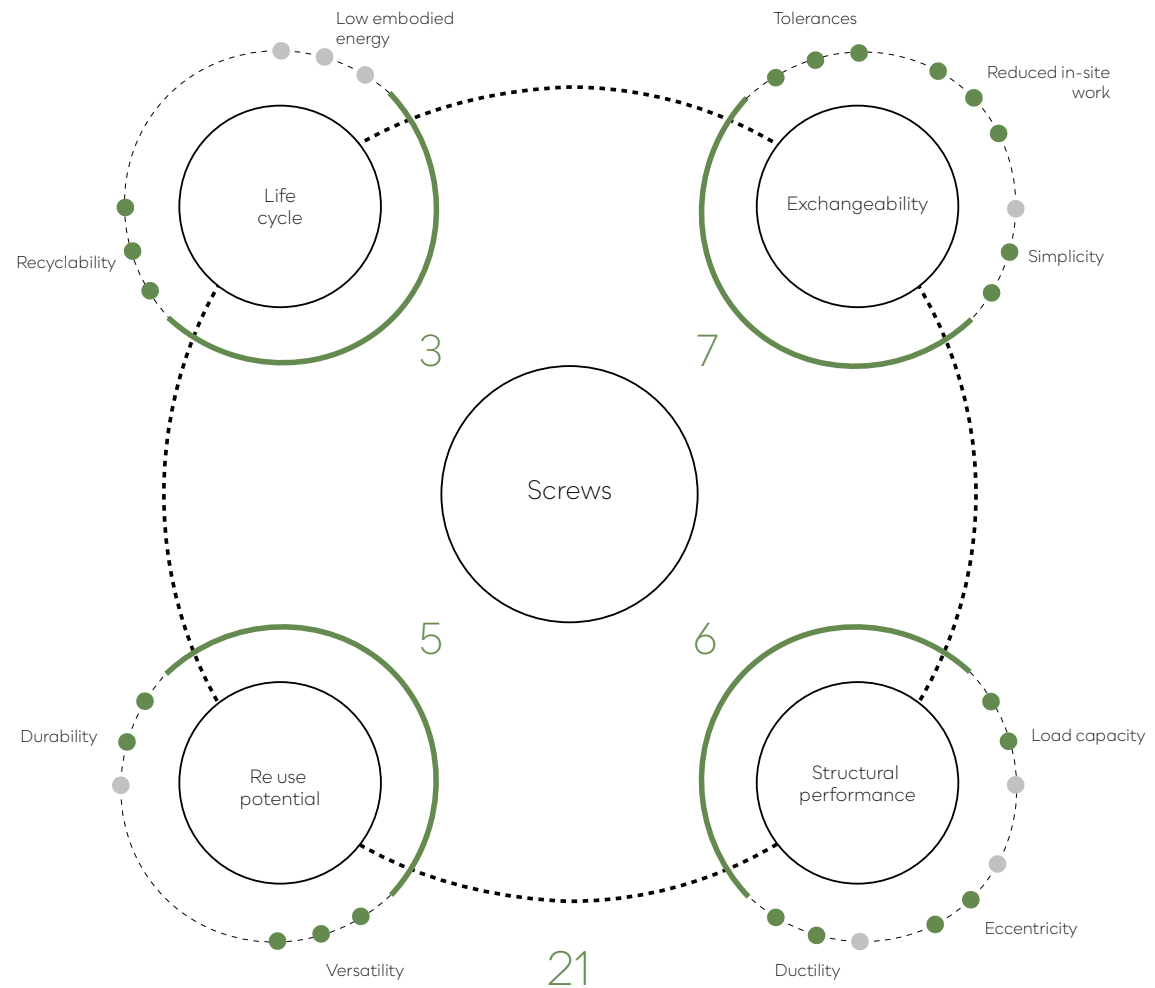 Low embodied
energy
Tolerances
Reduced in-site
work
Life
cycle
Exchangeability
Recyclability
Simplicity
3
7
Screws
5
6
Durability
Load capacity
Re use
potential
Structural
performance
Eccentricity
Versatility
Ductility
21